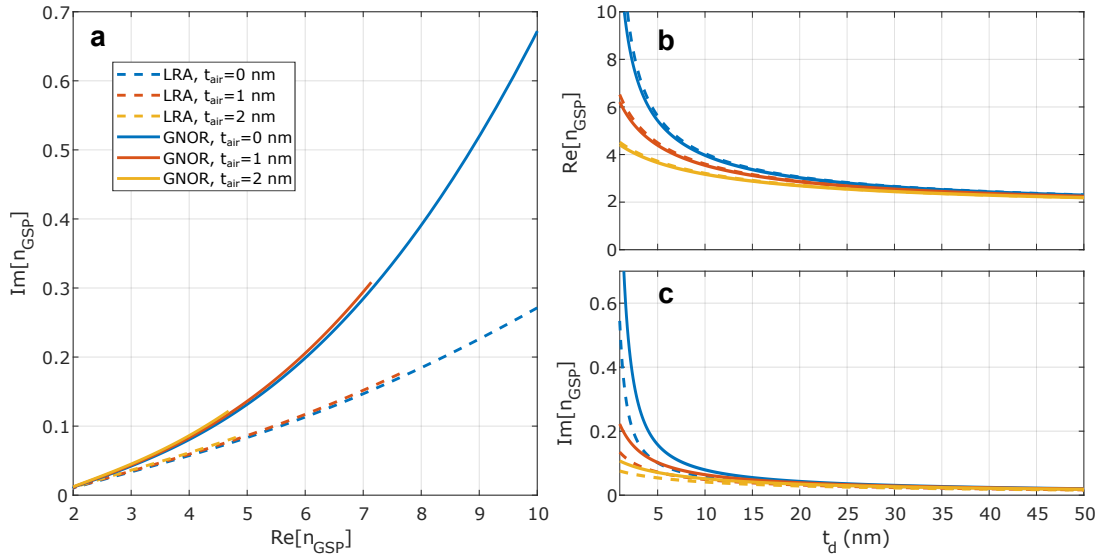 a
LRA, t_air=0 nm
LRA, t_air=1 nm
LRA, t_air=2 nm
GNOR, t_air=0 nm
GNOR, t_air=1 nm
GNOR, t_air=2 nm
0.7
0.6
0.5
0.4
0.3
0.2
0.1
0
Im[n_GSP]
2 3 4 5 6 7 8 9 10
Re[n_GSP]
b
10
8
6
4
2
0
Re[n_GSP]
c
0.6
0.4
0.2
0
Im[n_GSP]
5 10 15 20 25 30 35 40 45 50
t_d (nm)